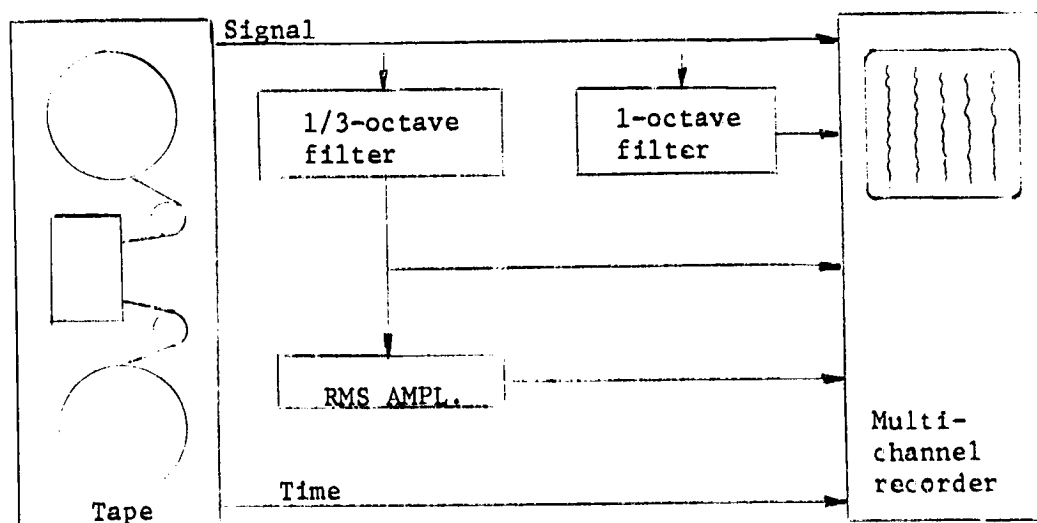 Signal
1/3-octave
filter
1-octave
filter
RMS AMPL.
Multi-
channel
recorder
Time
Tape